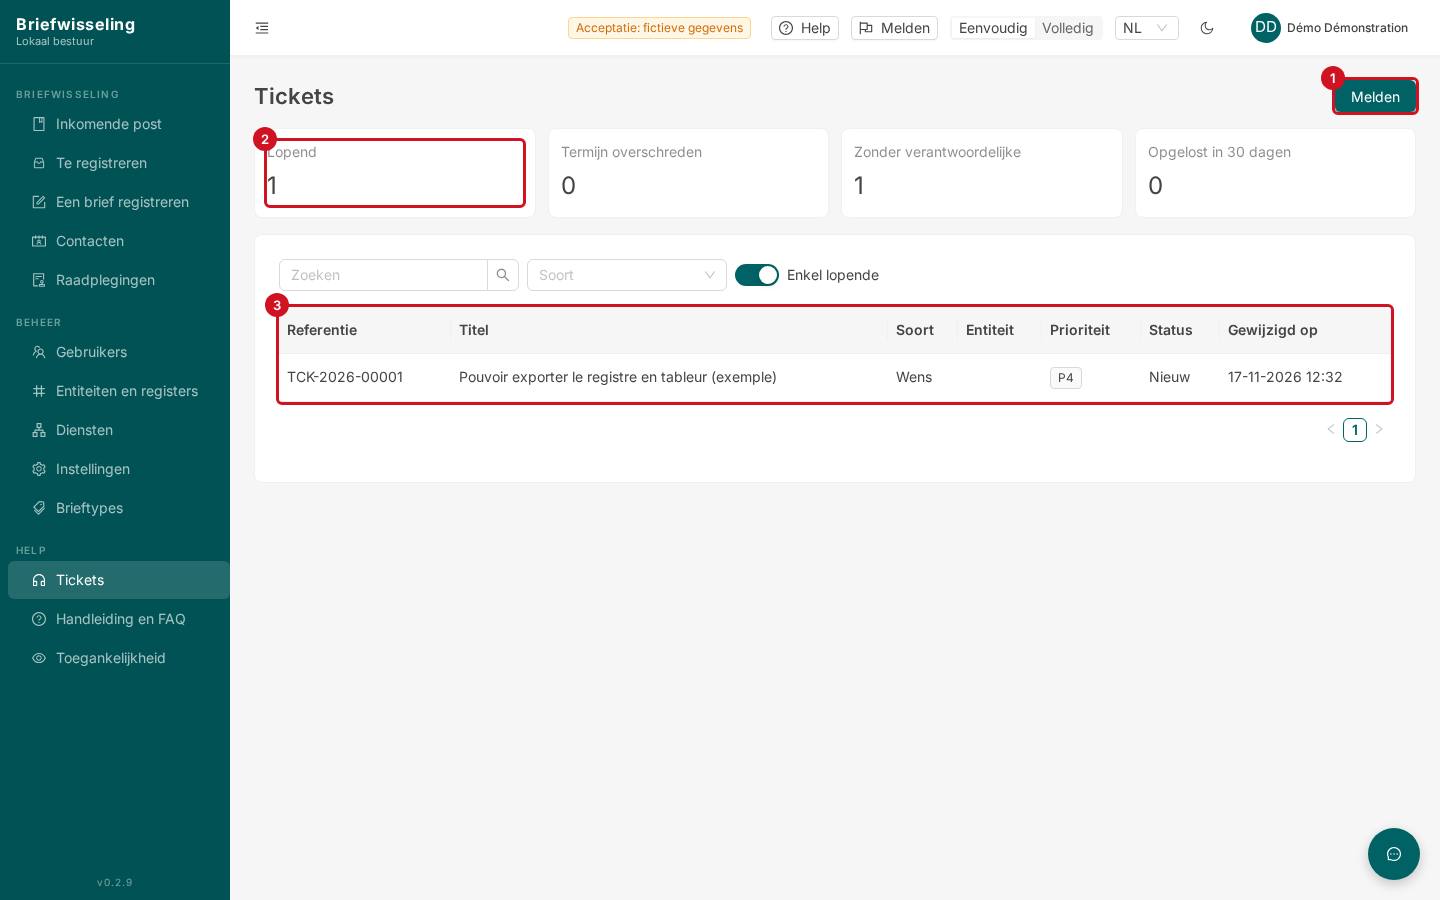 Briefwisseling
Lokaal bestuur
Acceptatie: fictieve gegevens
Help
Melden
Eenvoudig
Volledig
NL
DD
Démo Démonstration
BRIEFWISSELING
Inkomende post
Te registreren
Een brief registreren
Contacten
Raadplegingen
BEHEER
Gebruikers
Entiteiten en registers
Diensten
Instellingen
Brieftypes
HELP
Tickets
Handleiding en FAQ
Toegankelijkheid
v0.2.9
Tickets
1
Melden
2
Lopend
1
Termijn overschreden
0
Zonder verantwoordelijke
1
Opgelost in 30 dagen
0
Zoeken
Soort
Enkel lopende
3
Referentie Titel Soort Entiteit Prioriteit Status Gewijzigd op
TCK-2026-00001 Pouvoir exporter le registre en tableur (exemple) Wens P4 Nieuw 17-11-2026 12:32
1